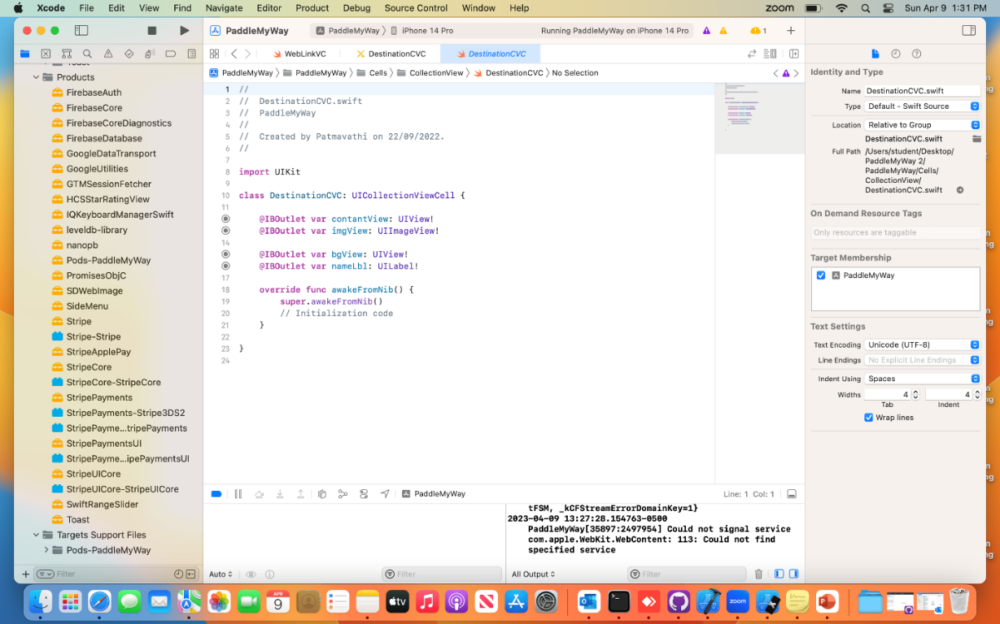 Xcode File Edit View Find Navigate Editor Product Debug Source Control Window Help zoom Sun Apr 9 1:31 PM
PaddleMyWay PaddleMyWay iPhone 14 Pro Running PaddleMyWay on iPhone 14 Pro 1
WebLinkVC DestinationCVC DestinationCVC
PaddleMyWay PaddleMyWay Cells CollectionView DestinationCVC No Selection
Products
FirebaseAuth
FirebaseCore
FirebaseCoreDiagnostics
FirebaseDatabase
GoogleDataTransport
GoogleUtilities
GTMSessionFetcher
HCSStarRatingView
IQKeyboardManagerSwift
leveldb-library
nanopb
Pods-PaddleMyWay
PromisesObjC
SDWebImage
SideMenu
Stripe
Stripe-Stripe
StripeApplePay
StripeCore
StripeCore-StripeCore
StripePayments
StripePayments-Stripe3DS2
StripePayme...tripePayments
StripePaymentsUI
StripePayme...ipePaymentsUI
StripeUICore
StripeUICore-StripeUICore
SwiftRangeSlider
Toast
Targets Support Files
Pods-PaddleMyWay
Filter
1 //
2 // DestinationCVC.swift
3 // PaddleMyWay
4 //
5 // Created by Patmavathi on 22/09/2022.
6 //
7
8 import UIKit
9
10 class DestinationCVC: UICollectionViewCell {
11
@IBOutlet var contantView: UIView!
@IBOutlet var imgView: UIImageView!
14
@IBOutlet var bgView: UIView!
@IBOutlet var nameLbl: UILabel!
17
18 override func awakeFromNib() {
19 super.awakeFromNib()
20 // Initialization code
21 }
22
23 }
24
PaddleMyWay Line: 1 Col: 1
tFSM, _kCFStreamErrorDomainKey=1}
2023-04-09 13:27:28.154763-0500
PaddleMyWay[35897:2497954] Could not signal service
com.apple.WebKit.WebContent: 113: Could not find
specified service
Auto Filter All Output Filter
Identity and Type
Name DestinationCVC.swift
Type Default - Swift Source
Location Relative to Group
DestinationCVC.swift
Full Path /Users/student/Desktop/
PaddleMyWay 2/
PaddleMyWay/Cells/
CollectionView/
DestinationCVC.swift
On Demand Resource Tags
Only resources are taggable
Target Membership
PaddleMyWay
Text Settings
Text Encoding Unicode (UTF-8)
Line Endings No Explicit Line Endings
Indent Using Spaces
Widths 4 4
Tab Indent
Wrap lines
APR
9
tv
zoom